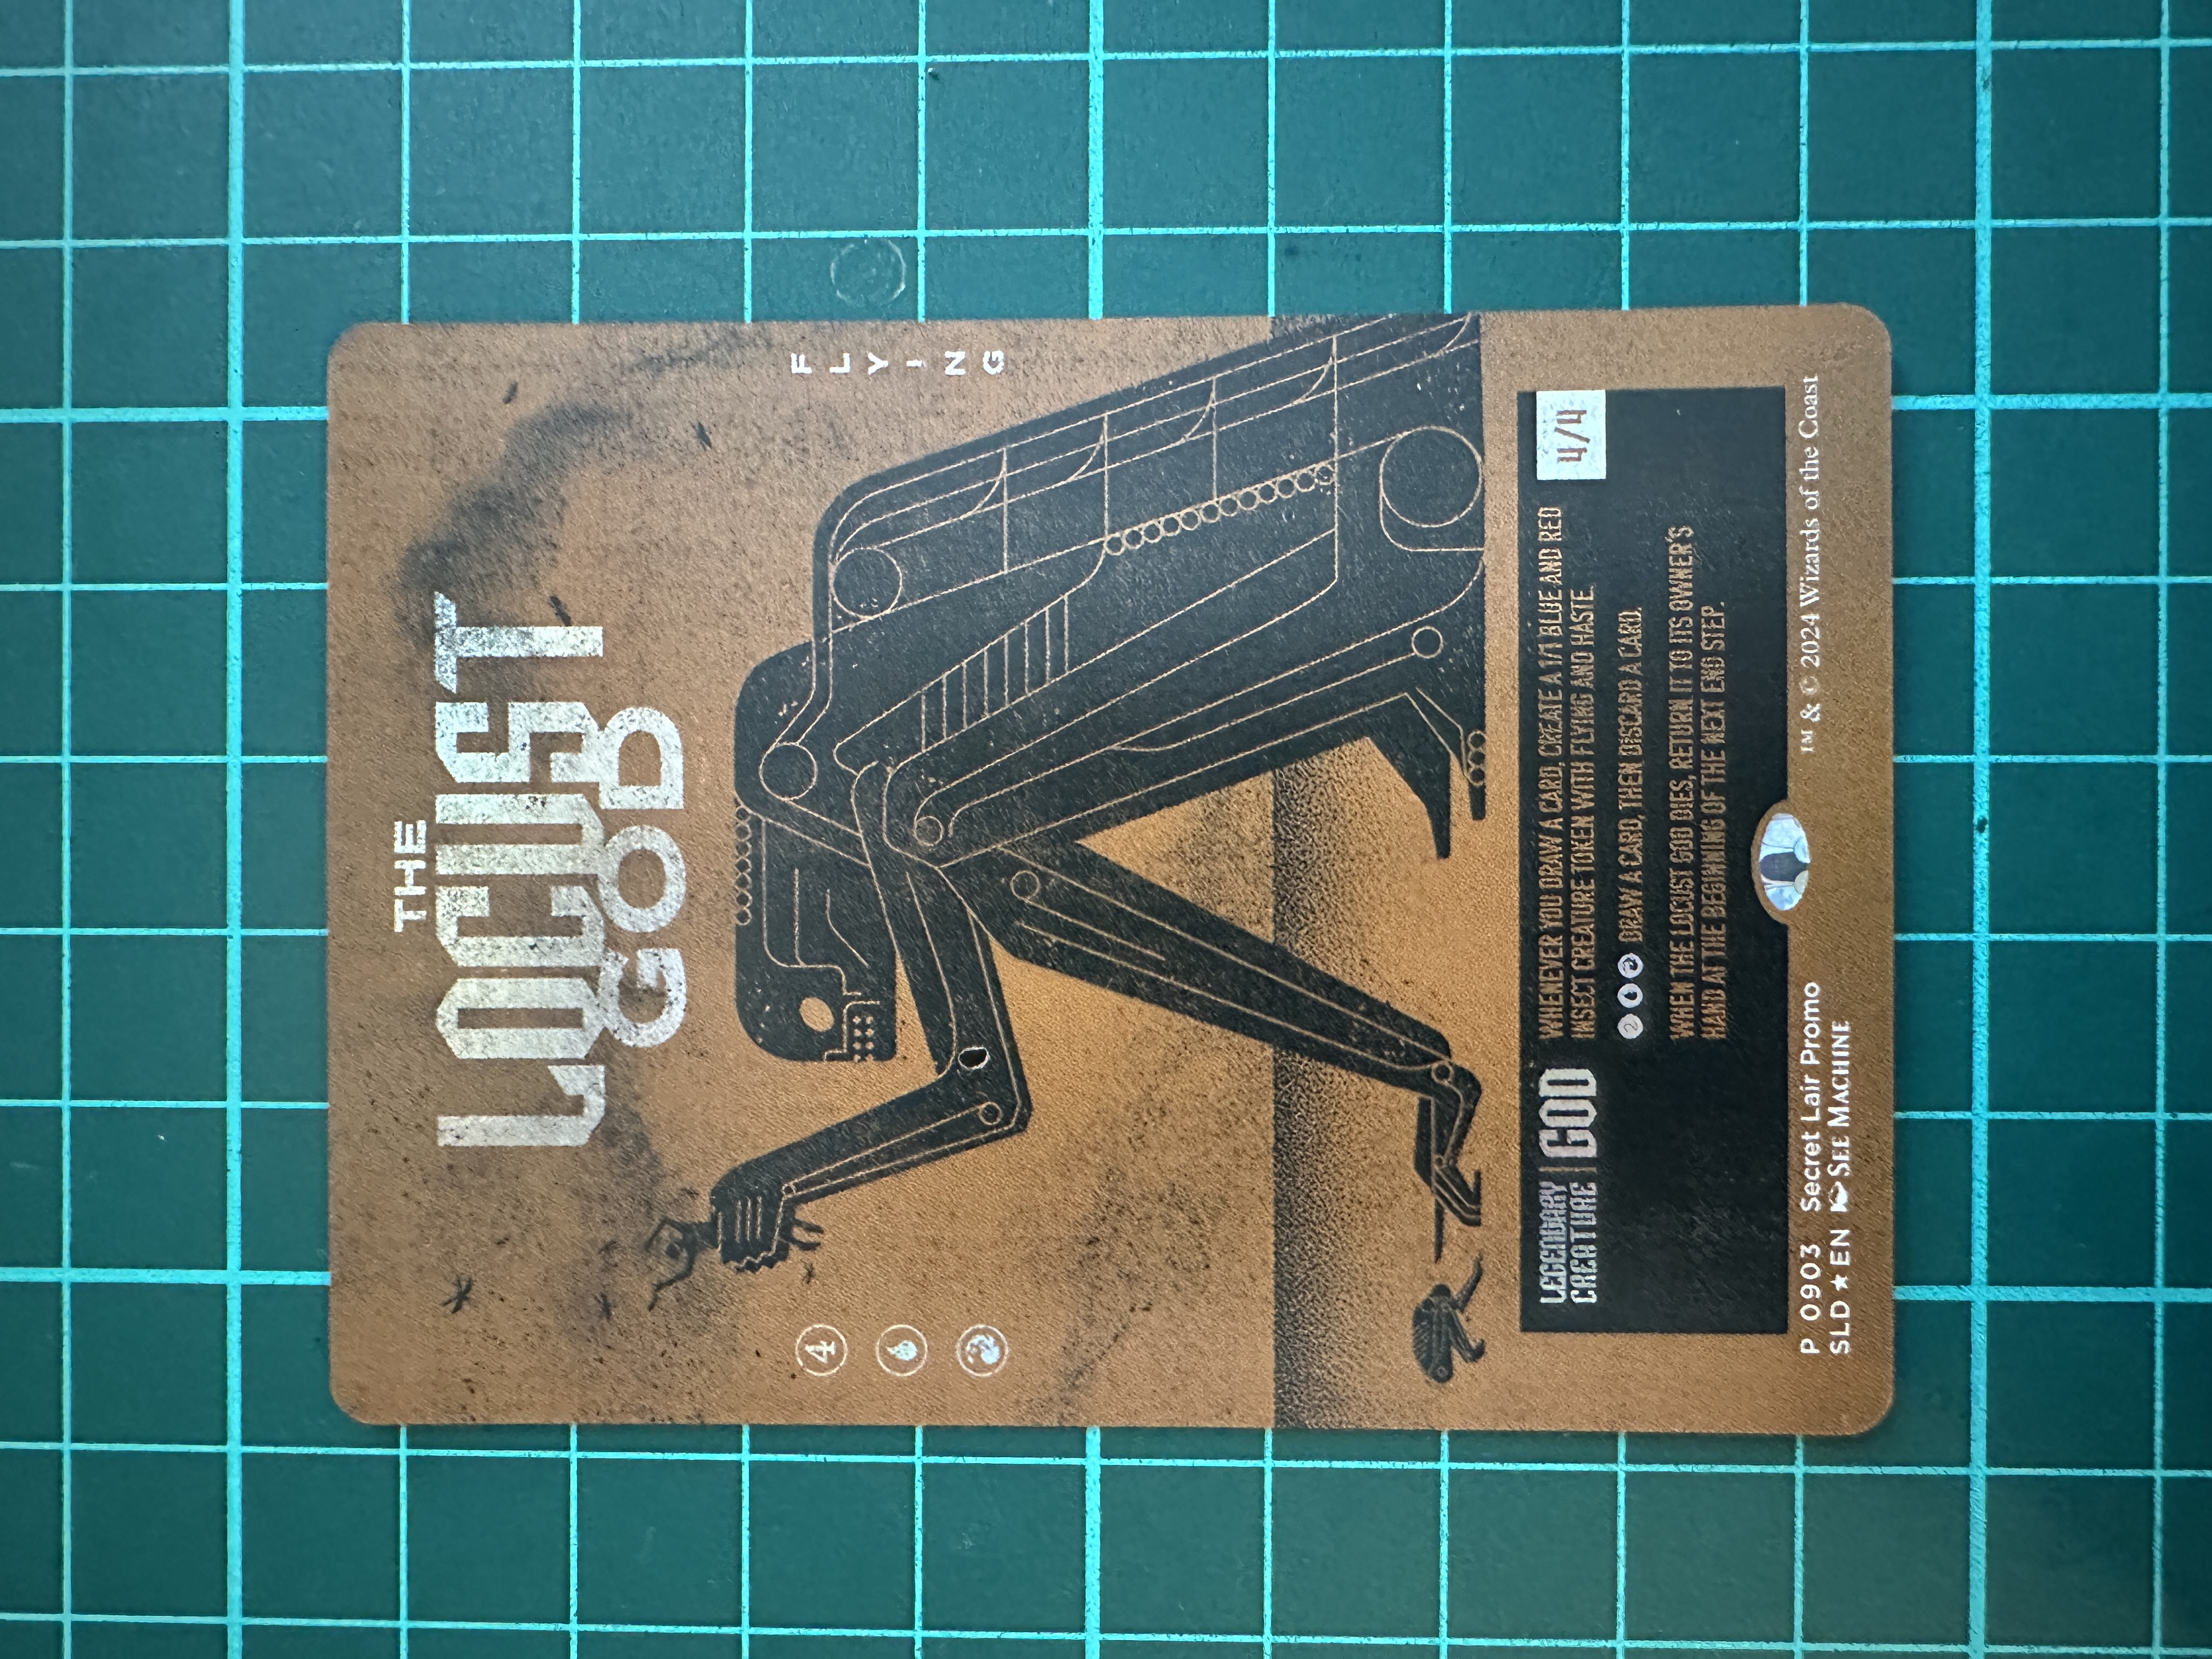 THE
LOCUST
GOD
4
FLYING
LEGENDARY
CREATURE | GOD
WHENEVER YOU DRAW A CARD, CREATE A 1/1 BLUE AND RED
INSECT CREATURE TOKEN WITH FLYING AND HASTE.
2 DRAW A CARD, THEN DISCARD A CARD.
WHEN THE LOCUST GOD DIES, RETURN IT TO ITS OWNER'S
HAND AT THE BEGINNING OF THE NEXT END STEP.
4/4
P 0903 Secret Lair Promo
SLD★EN SEE MACHINE
™ & © 2024 Wizards of the Coast